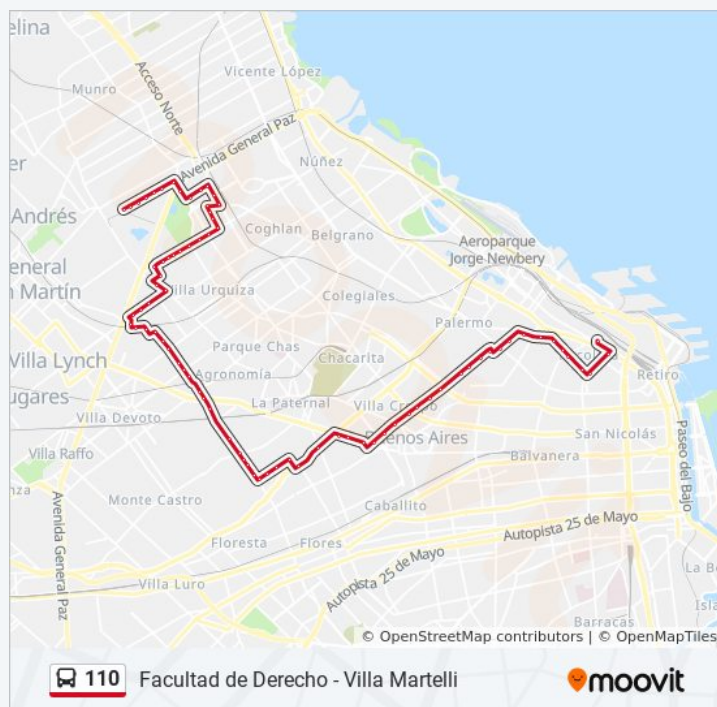 elina
Vicente López
Munro
Acceso Norte
Avenida General Paz
Núñez
er
Andrés
Coghlan
Belgrano
Aeroparque
Jorge Newbery
General
n Martín
Villa Urquiza
Colegiales
Palermo
Parque Chas
Chacarita
Villa Lynch
Agronomía
Retiro
ugares
La Paternal
Villa Crespo
Villa Devoto
San Nicolás
Buenos Aires
Balvanera
Villa Raffo
Paseo del Bajo
nza
Monte Castro
Caballito
Avenida General Paz
Floresta
Flores
Autopista 25 de Mayo
Villa Luro
Autopista 25 de Mayo
La Bo
Isla
Barracas
© OpenStreetMap contributors | © OpenMapTiles
110 Facultad de Derecho - Villa Martelli
moovit